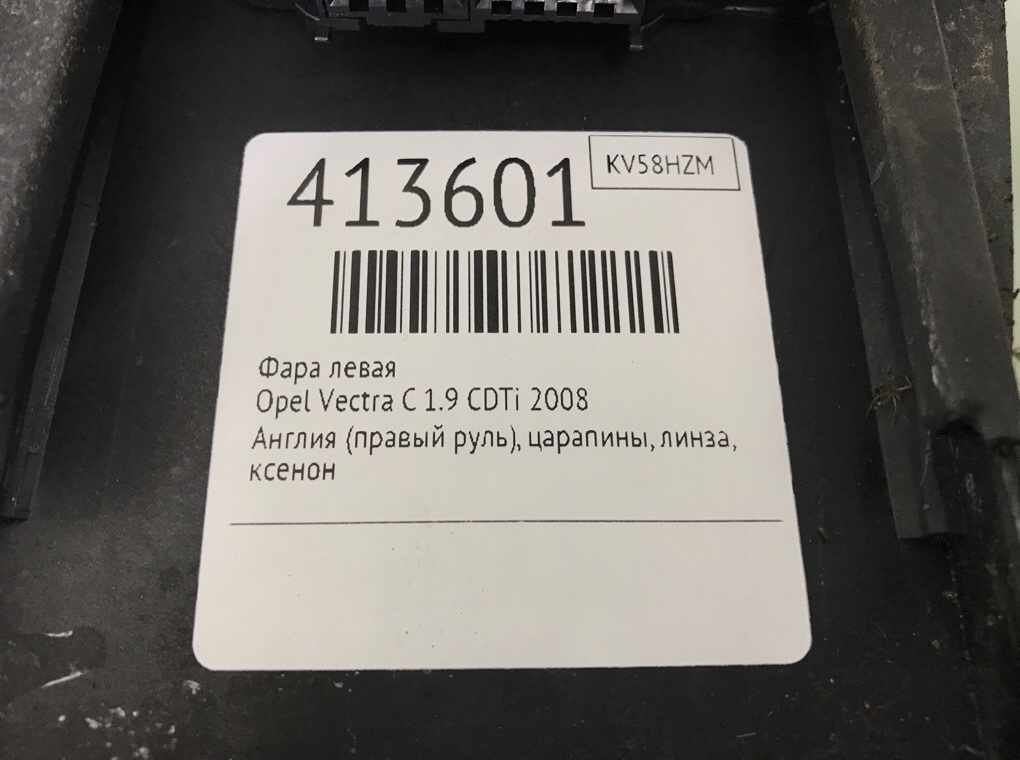 413601
KV58HZM
Фара левая
Opel Vectra C 1.9 CDTi 2008
Англия (правый руль), царапины, линза,
ксенон